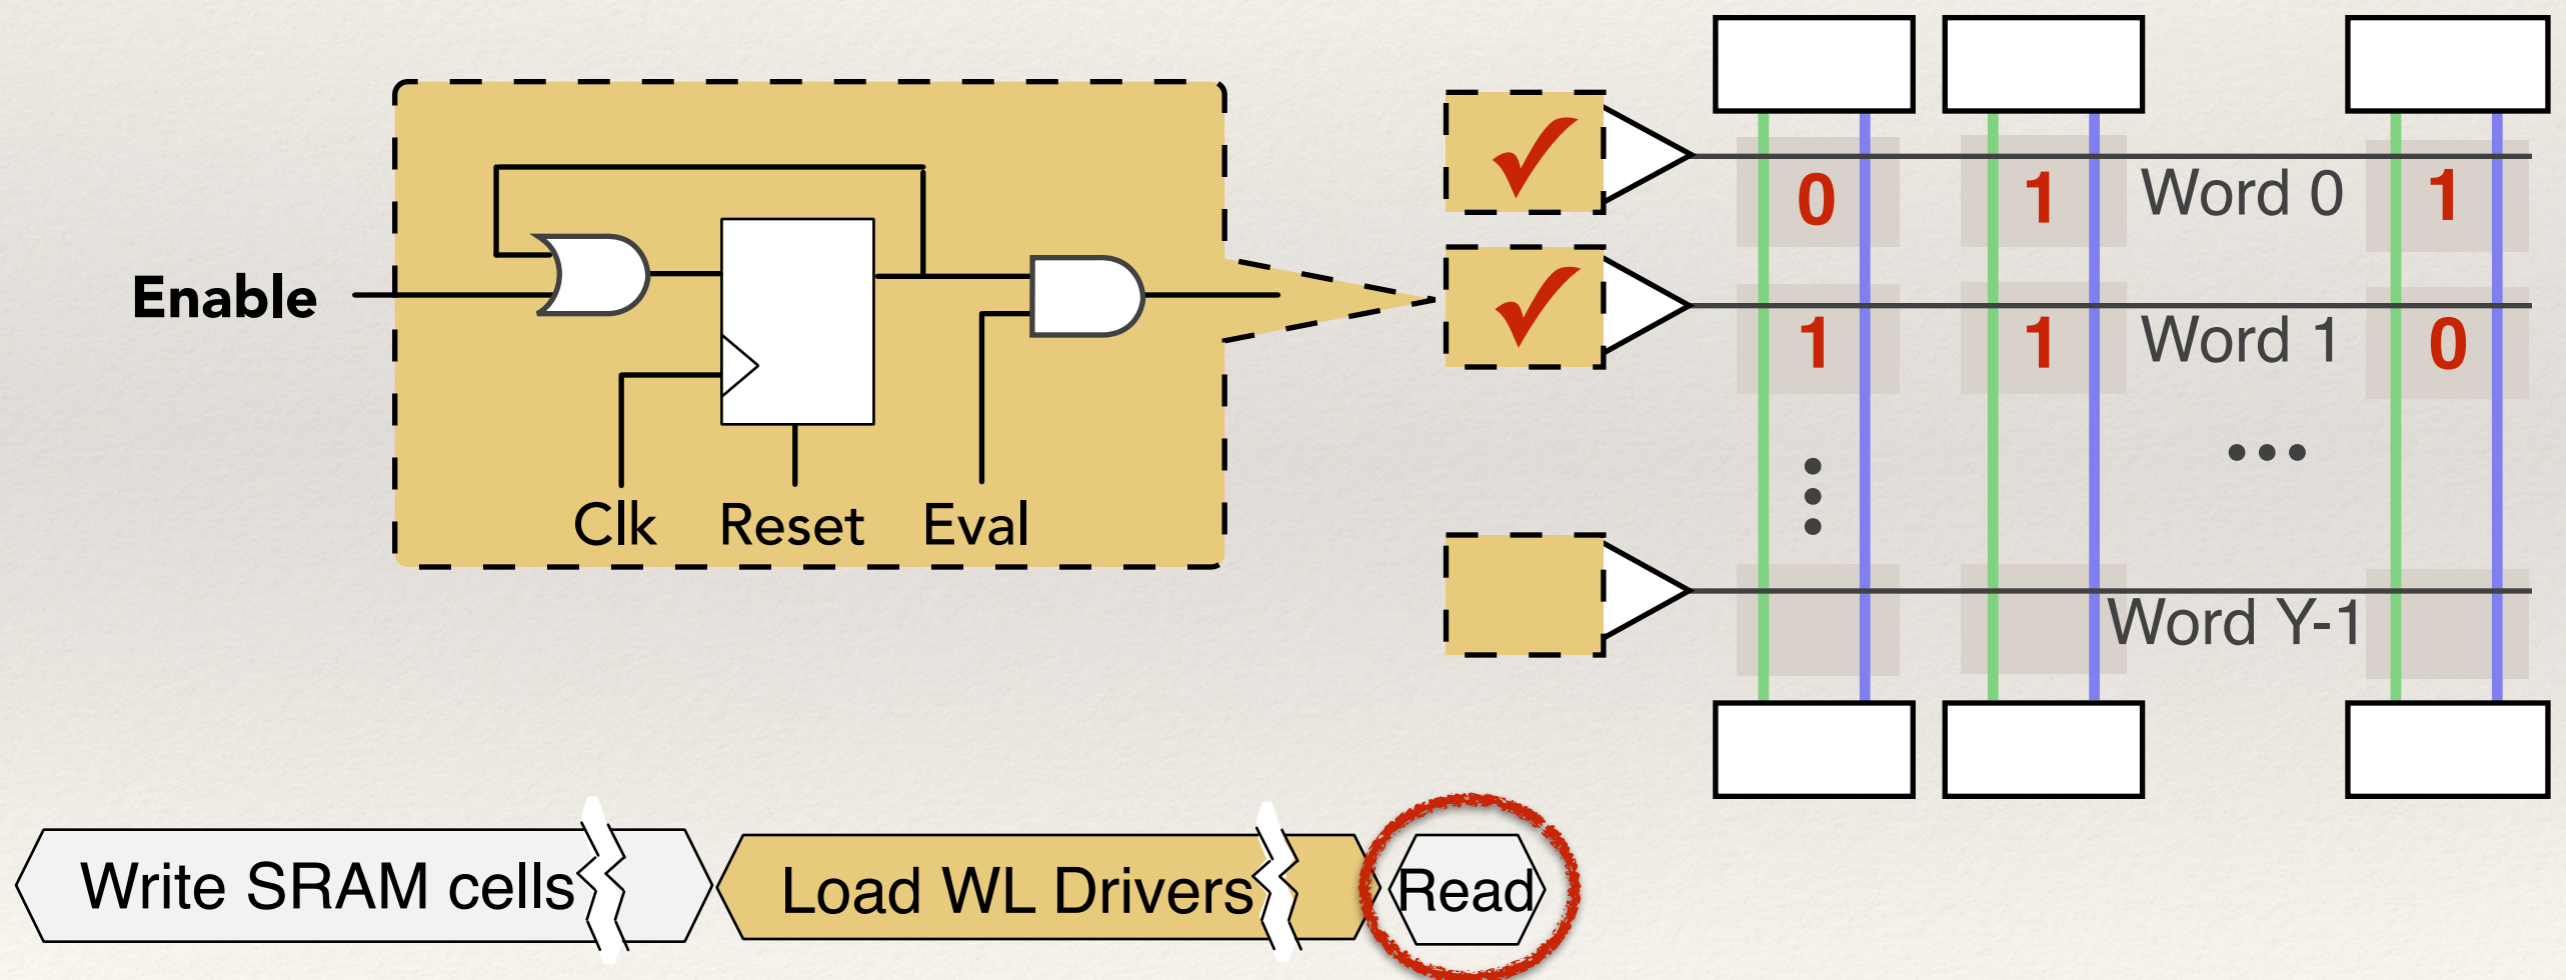 0 1 Word 0 1
Enable
1 1 Word 1 0
Clk Reset Eval
Word Y-1
Write SRAM cells Load WL Drivers Read